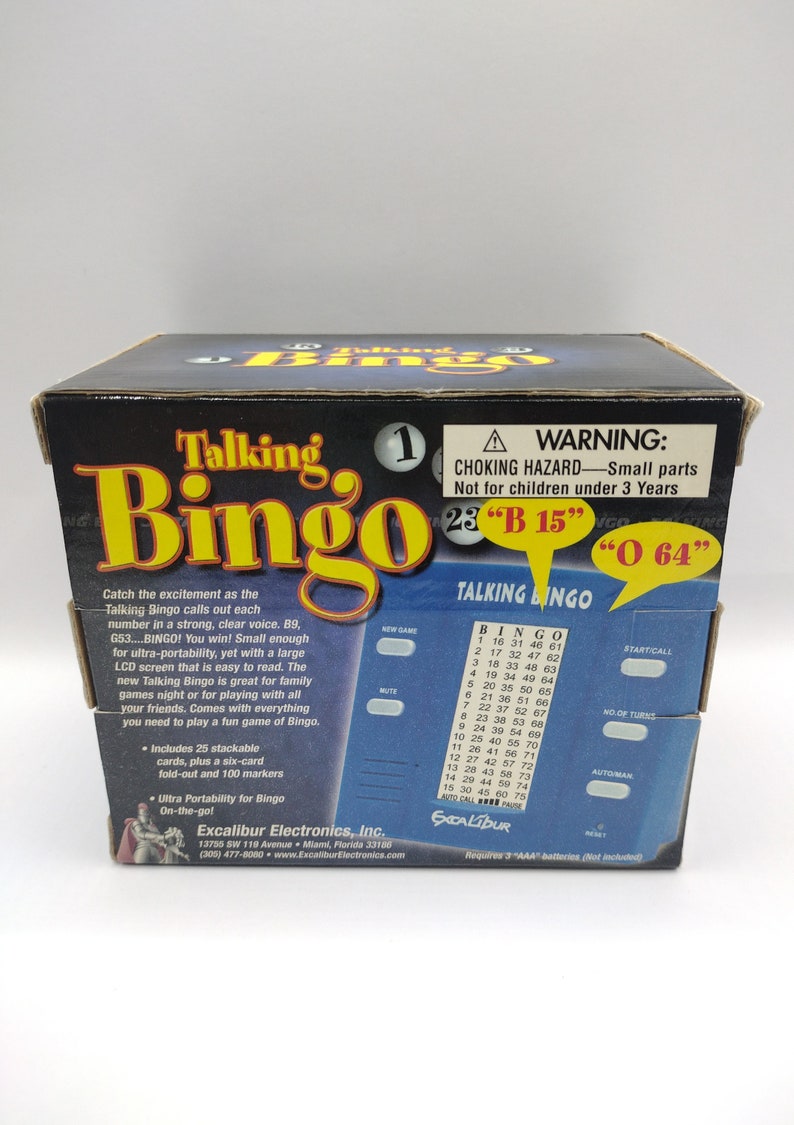 Talking
Bingo
Talking
Bingo
1
23
WARNING:
CHOKING HAZARD—Small parts
Not for children under 3 Years
"B 15"
"O 64"
Catch the excitement as the
Talking Bingo calls out each
number in a strong, clear voice. B9,
G53....BINGO! You win! Small enough
for ultra-portability, yet with a large
LCD screen that is easy to read. The
new Talking Bingo is great for family
games night or for playing with all
your friends. Comes with everything
you need to play a fun game of Bingo.
• Includes 25 stackable
cards, plus a six-card
fold-out and 100 markers
• Ultra Portability for Bingo
On-the-go!
Excalibur Electronics, Inc.
13755 SW 119 Avenue • Miami, Florida 33186
(305) 477-8080 • www.ExcaliburElectronics.com
TALKING BINGO
NEW GAME
MUTE
B I N G O
1 16 31 46 61
2 17 32 47 62
3 18 33 48 63
4 19 34 49 64
5 20 35 50 65
6 21 36 51 66
7 22 37 52 67
8 23 38 53 68
9 24 39 54 69
10 25 40 55 70
11 26 41 56 71
12 27 42 57 72
13 28 43 58 73
14 29 44 59 74
15 30 45 60 75
AUTO CALL PAUSE
EXCALIBUR
START/CALL
NO.OF TURNS
AUTO/MAN.
RESET
Requires 3 "AAA" batteries (Not included)